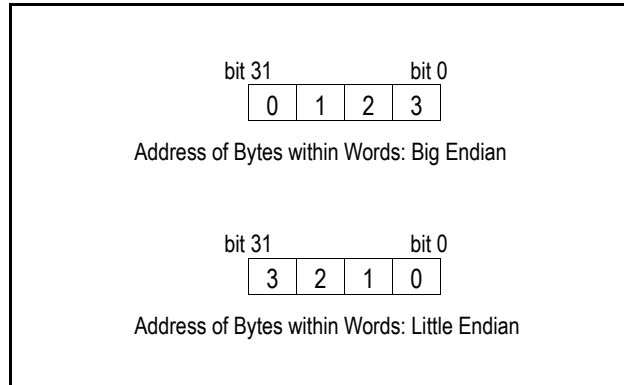 bit 31 bit 0
0 1 2 3
Address of Bytes within Words: Big Endian
bit 31 bit 0
3 2 1 0
Address of Bytes within Words: Little Endian